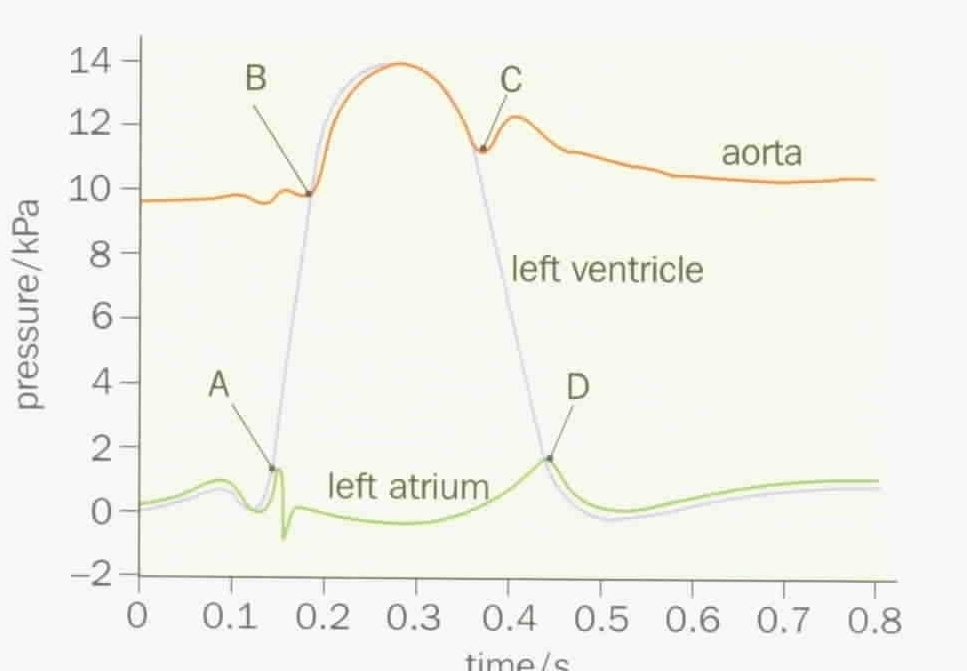 14
B
C
12
aorta
10
8
left ventricle
6
pressure/kPa
4
A
D
2
left atrium
0
−2
0 0.1 0.2 0.3 0.4 0.5 0.6 0.7 0.8
time/s